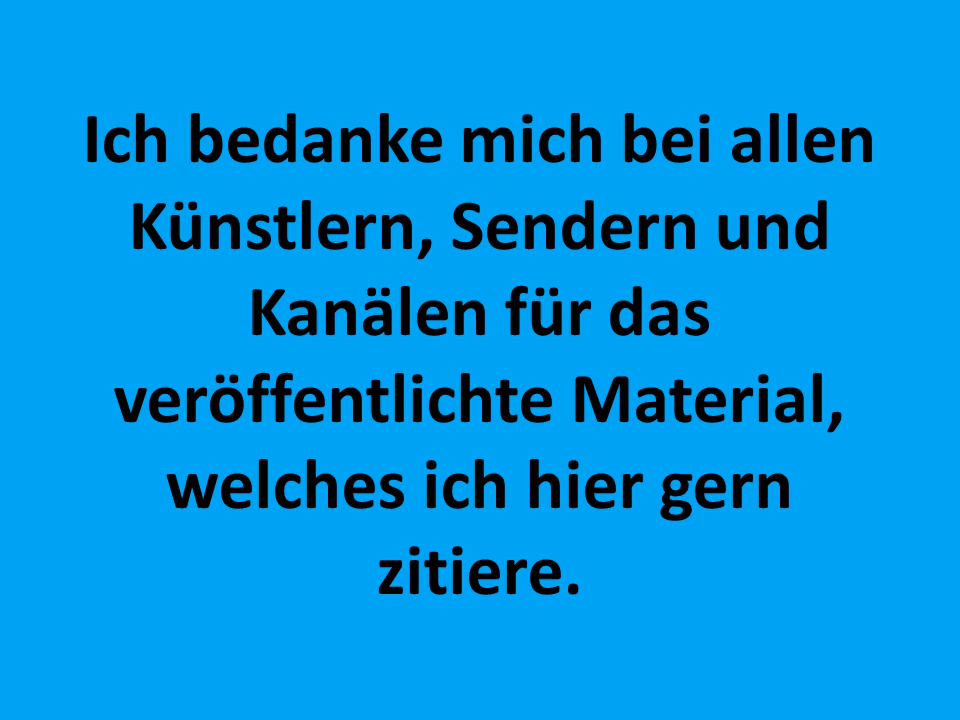 Ich bedanke mich bei allen
Künstlern, Sendern und
Kanälen für das
veröffentlichte Material,
welches ich hier gern
zitiere.